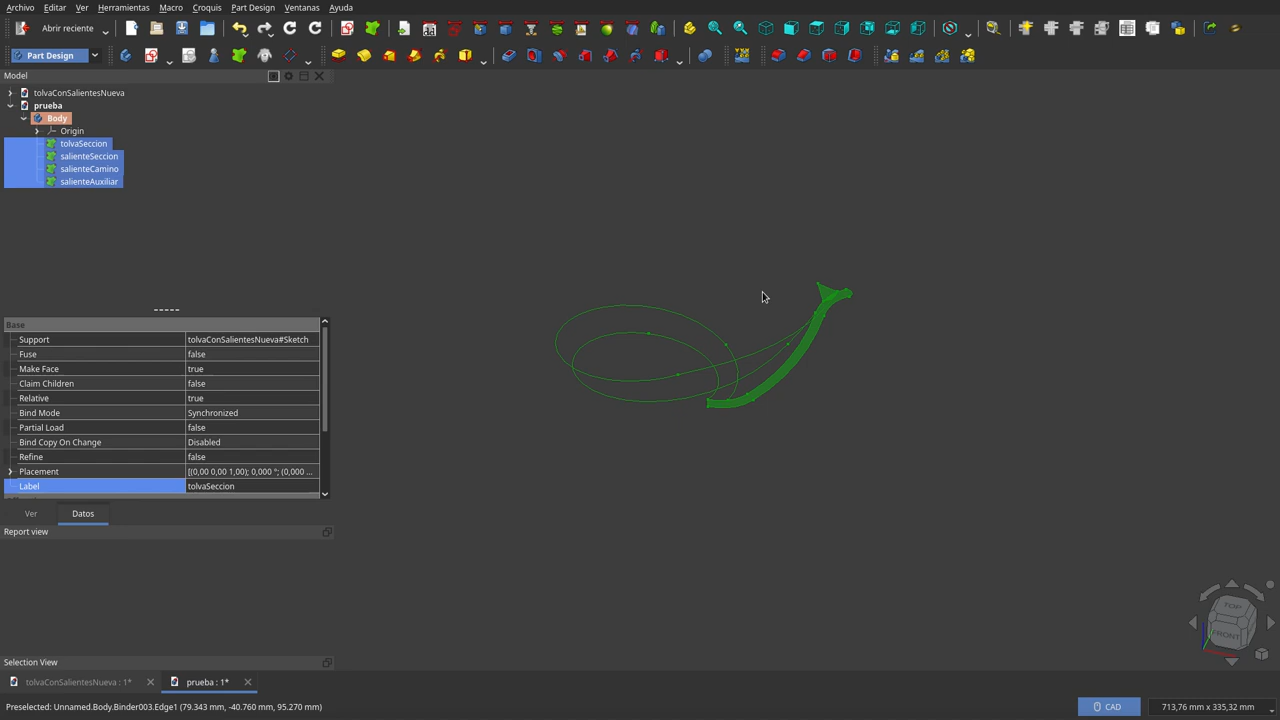 Archivo Editar Ver Herramientas Macro Croquis Part Design Ventanas Ayuda
Abrir reciente
Part Design
Model
tolvaConSalientesNueva
prueba
Body
Origin
tolvaSeccion
salienteSeccion
salienteCamino
salienteAuxiliar
Base
Support tolvaConSalientesNueva#Sketch
Fuse false
Make Face true
Claim Children false
Relative true
Bind Mode Synchronized
Partial Load false
Bind Copy On Change Disabled
Refine false
Placement [(0,00 0,00 1,00); 0,000 °; (0,000 ...
Label tolvaSeccion
Ver Datos
Report view
TOP
FRONT
Selection View
tolvaConSalientesNueva : 1* prueba : 1*
Preselected: Unnamed.Body.Binder003.Edge1 (79.343 mm, -40.760 mm, 95.270 mm) CAD 713,76 mm x 335,32 mm